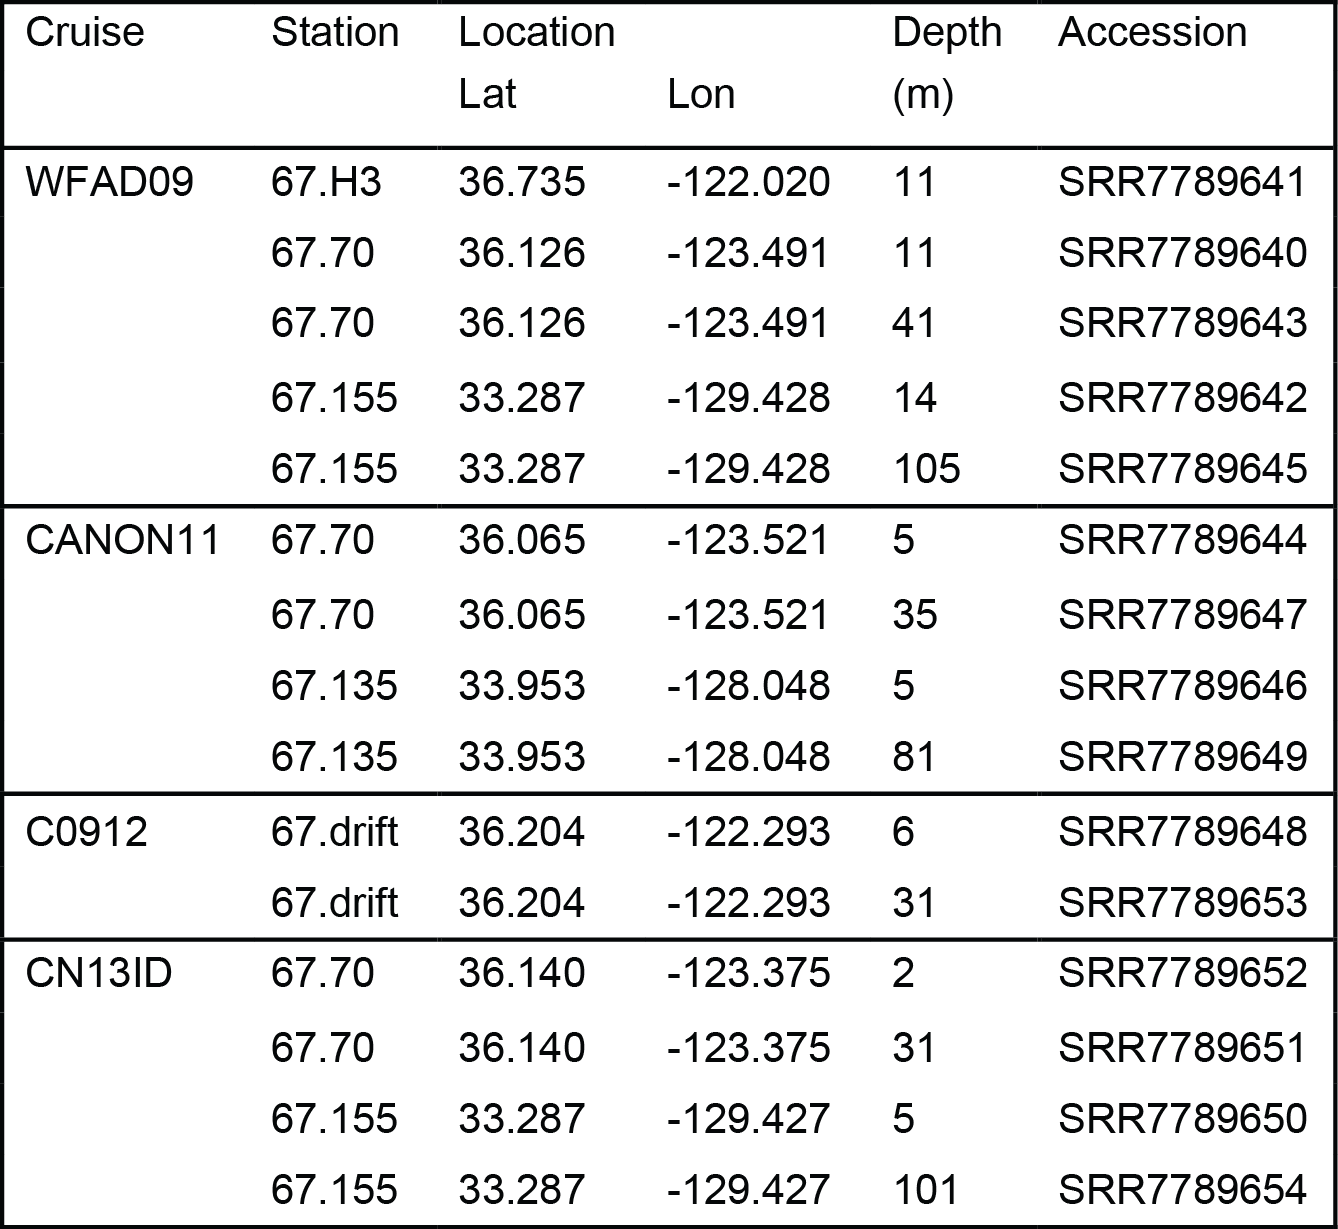 Cruise Station Location Depth Accession
Lat Lon (m)
WFAD09 67.H3 36.735 -122.020 11 SRR7789641
67.70 36.126 -123.491 11 SRR7789640
67.70 36.126 -123.491 41 SRR7789643
67.155 33.287 -129.428 14 SRR7789642
67.155 33.287 -129.428 105 SRR7789645
CANON11 67.70 36.065 -123.521 5 SRR7789644
67.70 36.065 -123.521 35 SRR7789647
67.135 33.953 -128.048 5 SRR7789646
67.135 33.953 -128.048 81 SRR7789649
C0912 67.drift 36.204 -122.293 6 SRR7789648
67.drift 36.204 -122.293 31 SRR7789653
CN13ID 67.70 36.140 -123.375 2 SRR7789652
67.70 36.140 -123.375 31 SRR7789651
67.155 33.287 -129.427 5 SRR7789650
67.155 33.287 -129.427 101 SRR7789654